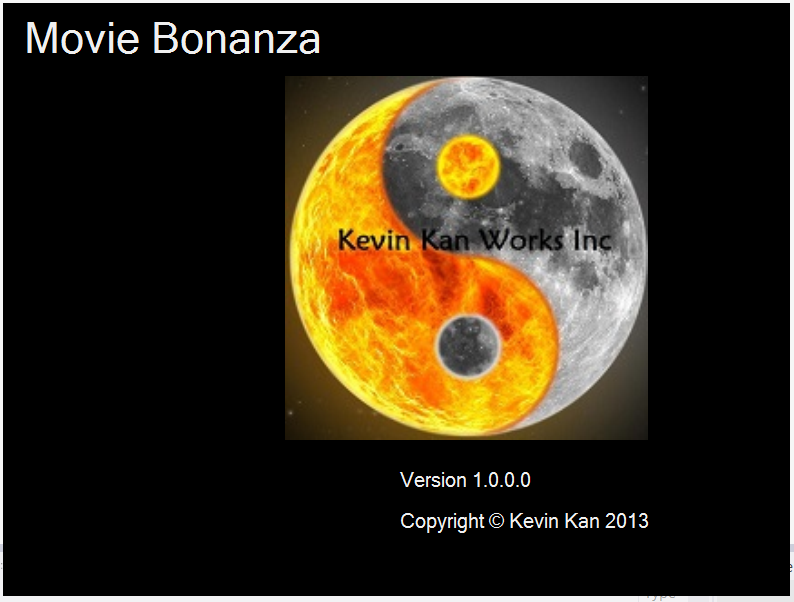 Movie Bonanza
Kevin Kan Works Inc
Version 1.0.0.0
Copyright © Kevin Kan 2013